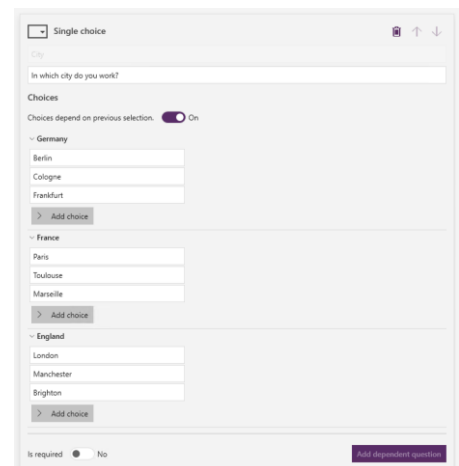 Single choice
City
In which city do you work?
Choices
Choices depend on previous selection. On
Germany
Berlin
Cologne
Frankfurt
Add choice
France
Paris
Toulouse
Marseille
Add choice
England
London
Manchester
Brighton
Add choice
Is required No Add dependent question